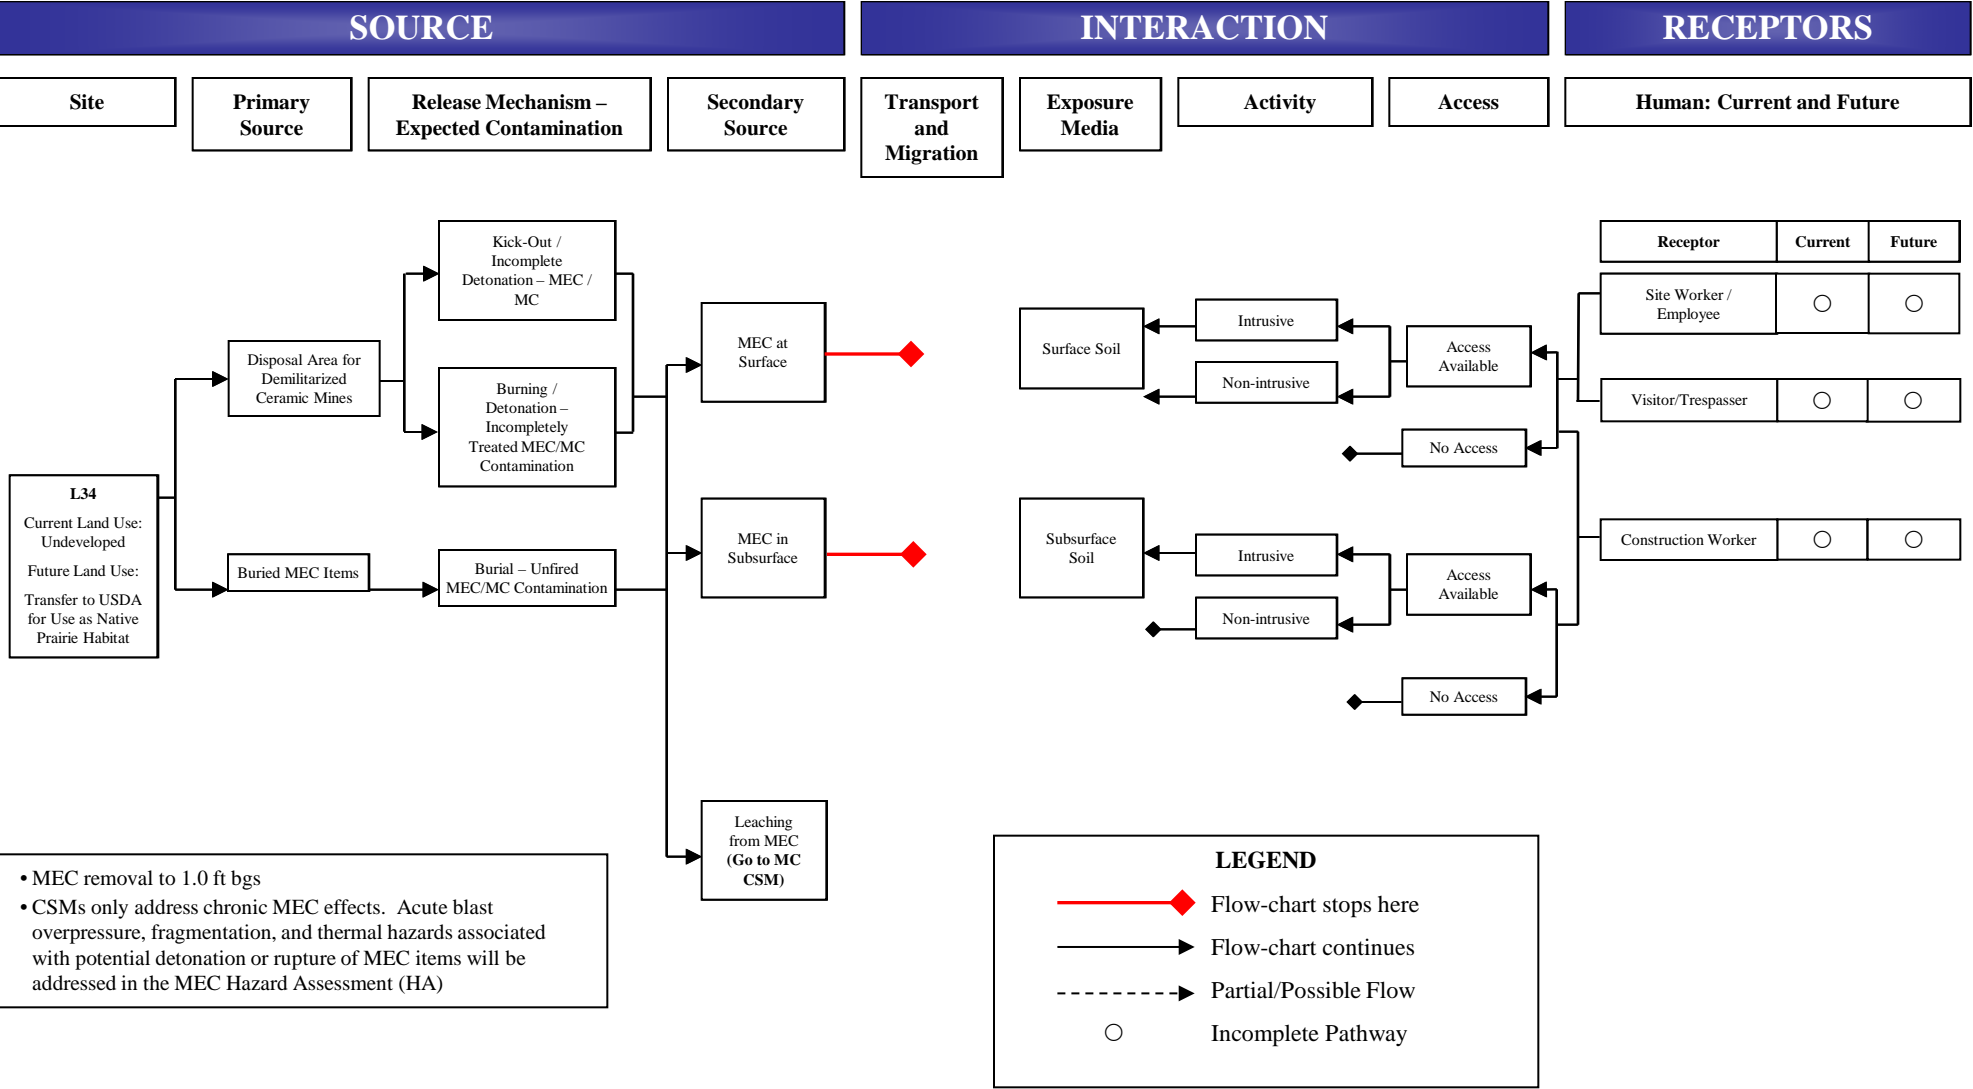 SOURCE
INTERACTION
RECEPTORS
Site
Primary
Source
Release Mechanism –
Expected Contamination
Secondary
Source
Transport
and
Migration
Exposure
Media
Activity
Access
Human: Current and Future
L34
Current Land Use:
Undeveloped
Future Land Use:
Transfer to USDA
for Use as Native
Prairie Habitat
Disposal Area for
Demilitarized
Ceramic Mines
Buried MEC Items
Kick-Out /
Incomplete
Detonation – MEC /
MC
Burning /
Detonation –
Incompletely
Treated MEC/MC
Contamination
Burial – Unfired
MEC/MC Contamination
MEC at
Surface
MEC in
Subsurface
Leaching
from MEC
(Go to MC
CSM)
Surface Soil
Subsurface
Soil
Intrusive
Non-intrusive
Intrusive
Non-intrusive
Access
Available
No Access
Access
Available
No Access
Receptor Current Future
Site Worker /
Employee
Visitor/Trespasser
Construction Worker
• MEC removal to 1.0 ft bgs
• CSMs only address chronic MEC effects. Acute blast
overpressure, fragmentation, and thermal hazards associated
with potential detonation or rupture of MEC items will be
addressed in the MEC Hazard Assessment (HA)
LEGEND
Flow-chart stops here
Flow-chart continues
Partial/Possible Flow
Incomplete Pathway